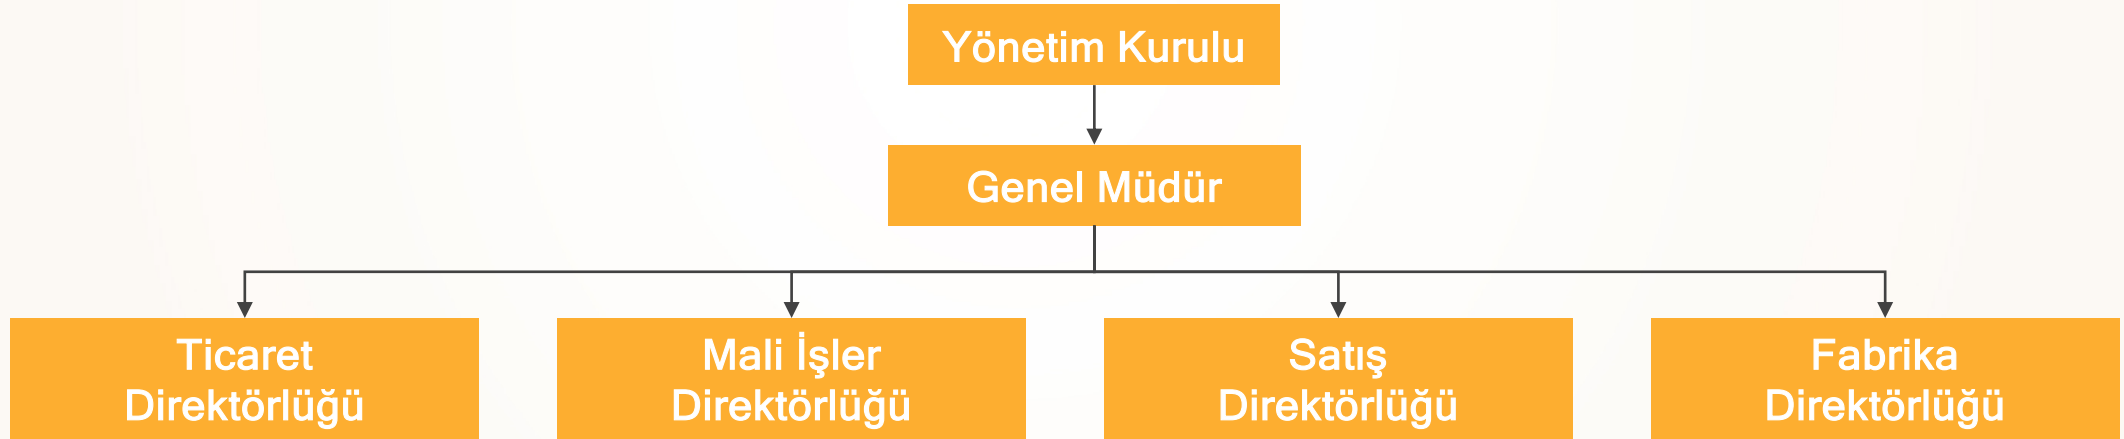 Yönetim Kurulu
Genel Müdür
Ticaret
Direktörlüğü
Mali İşler
Direktörlüğü
Satış
Direktörlüğü
Fabrika
Direktörlüğü